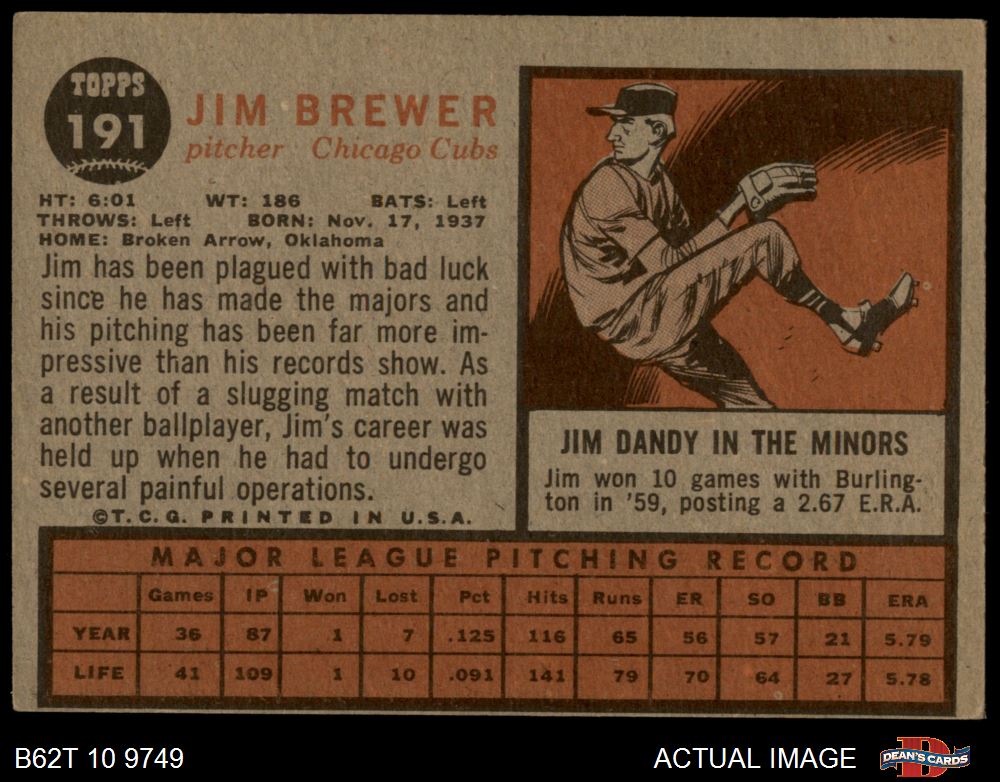 TOPPS
191
JIM BREWER
pitcher Chicago Cubs
HT: 6:01 WT: 186 BATS: Left
THROWS: Left BORN: Nov. 17, 1937
HOME: Broken Arrow, Oklahoma
Jim has been plagued with bad luck
since he has made the majors and
his pitching has been far more im-
pressive than his records show. As
a result of a slugging match with
another ballplayer, Jim's career was
held up when he had to undergo
several painful operations.
©T.C.G. PRINTED IN U.S.A.
JIM DANDY IN THE MINORS
Jim won 10 games with Burling-
ton in '59, posting a 2.67 E.R.A.
MAJOR LEAGUE PITCHING RECORD
Games IP Won Lost Pct Hits Runs ER SO BB ERA
YEAR 36 87 1 7 .125 116 65 56 57 21 5.79
LIFE 41 109 1 10 .091 141 79 70 64 27 5.78
B62T 10 9749
ACTUAL IMAGE
DEAN'S CARDS